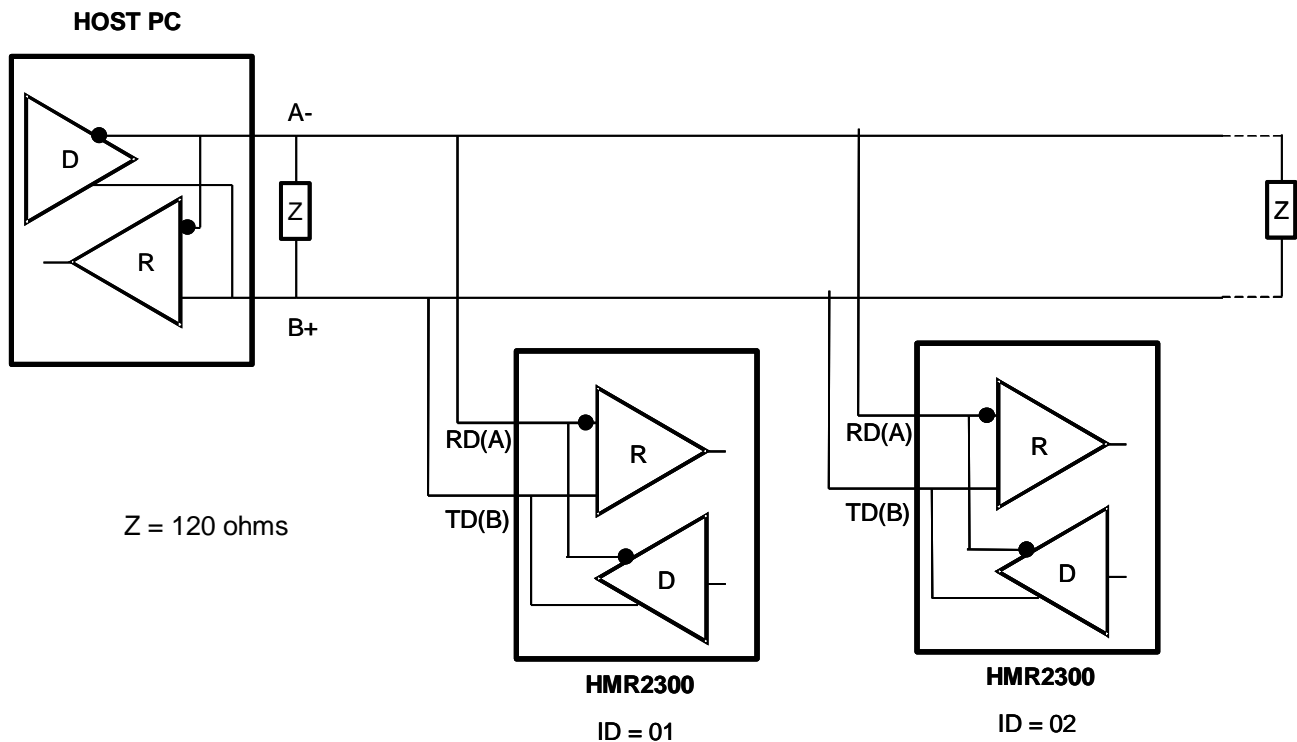 HOST PC
A-
D
Z
Z
R
B+
RD(A)
R
TD(B)
D
RD(A)
R
TD(B)
D
Z = 120 ohms
HMR2300
ID = 01
HMR2300
ID = 02